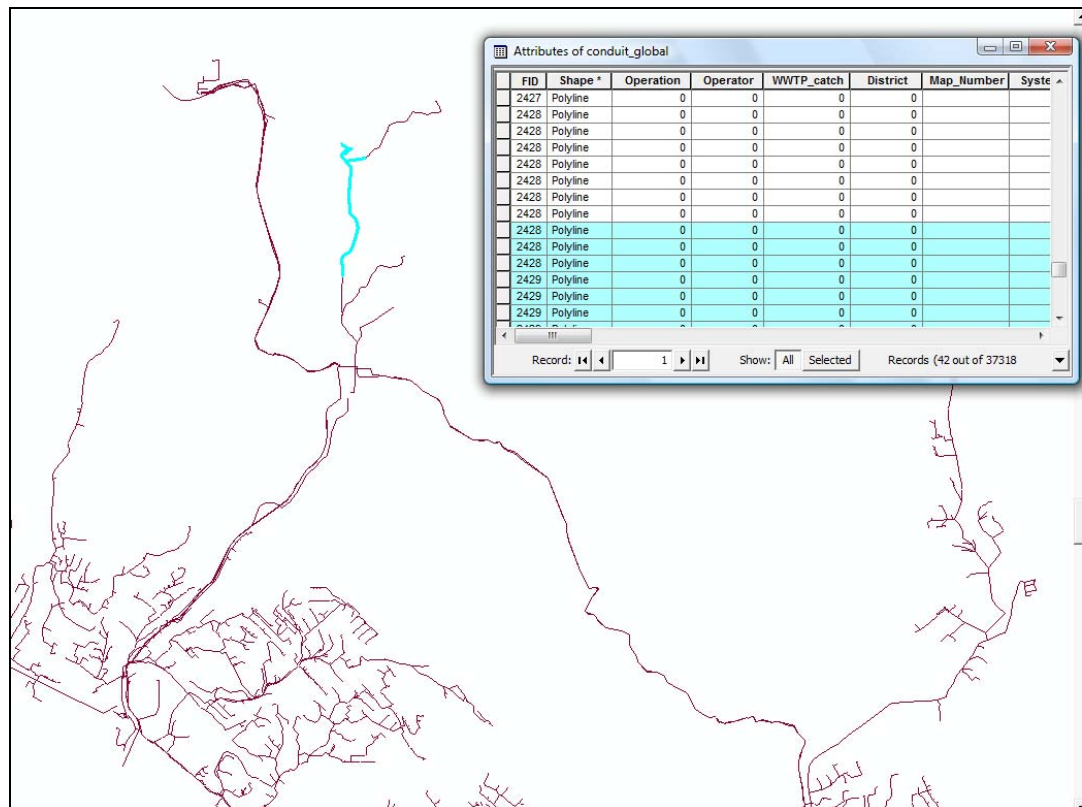 Attributes of conduit_global
FID Shape * Operation Operator WWTP_catch District Map_Number Syste
2427 Polyline 0 0 0 0
2428 Polyline 0 0 0 0
2428 Polyline 0 0 0 0
2428 Polyline 0 0 0 0
2428 Polyline 0 0 0 0
2428 Polyline 0 0 0 0
2428 Polyline 0 0 0 0
2428 Polyline 0 0 0 0
2428 Polyline 0 0 0 0
2428 Polyline 0 0 0 0
2428 Polyline 0 0 0 0
2429 Polyline 0 0 0 0
2429 Polyline 0 0 0 0
2429 Polyline 0 0 0 0
Record: 1 Show: All Selected Records (42 out of 37318